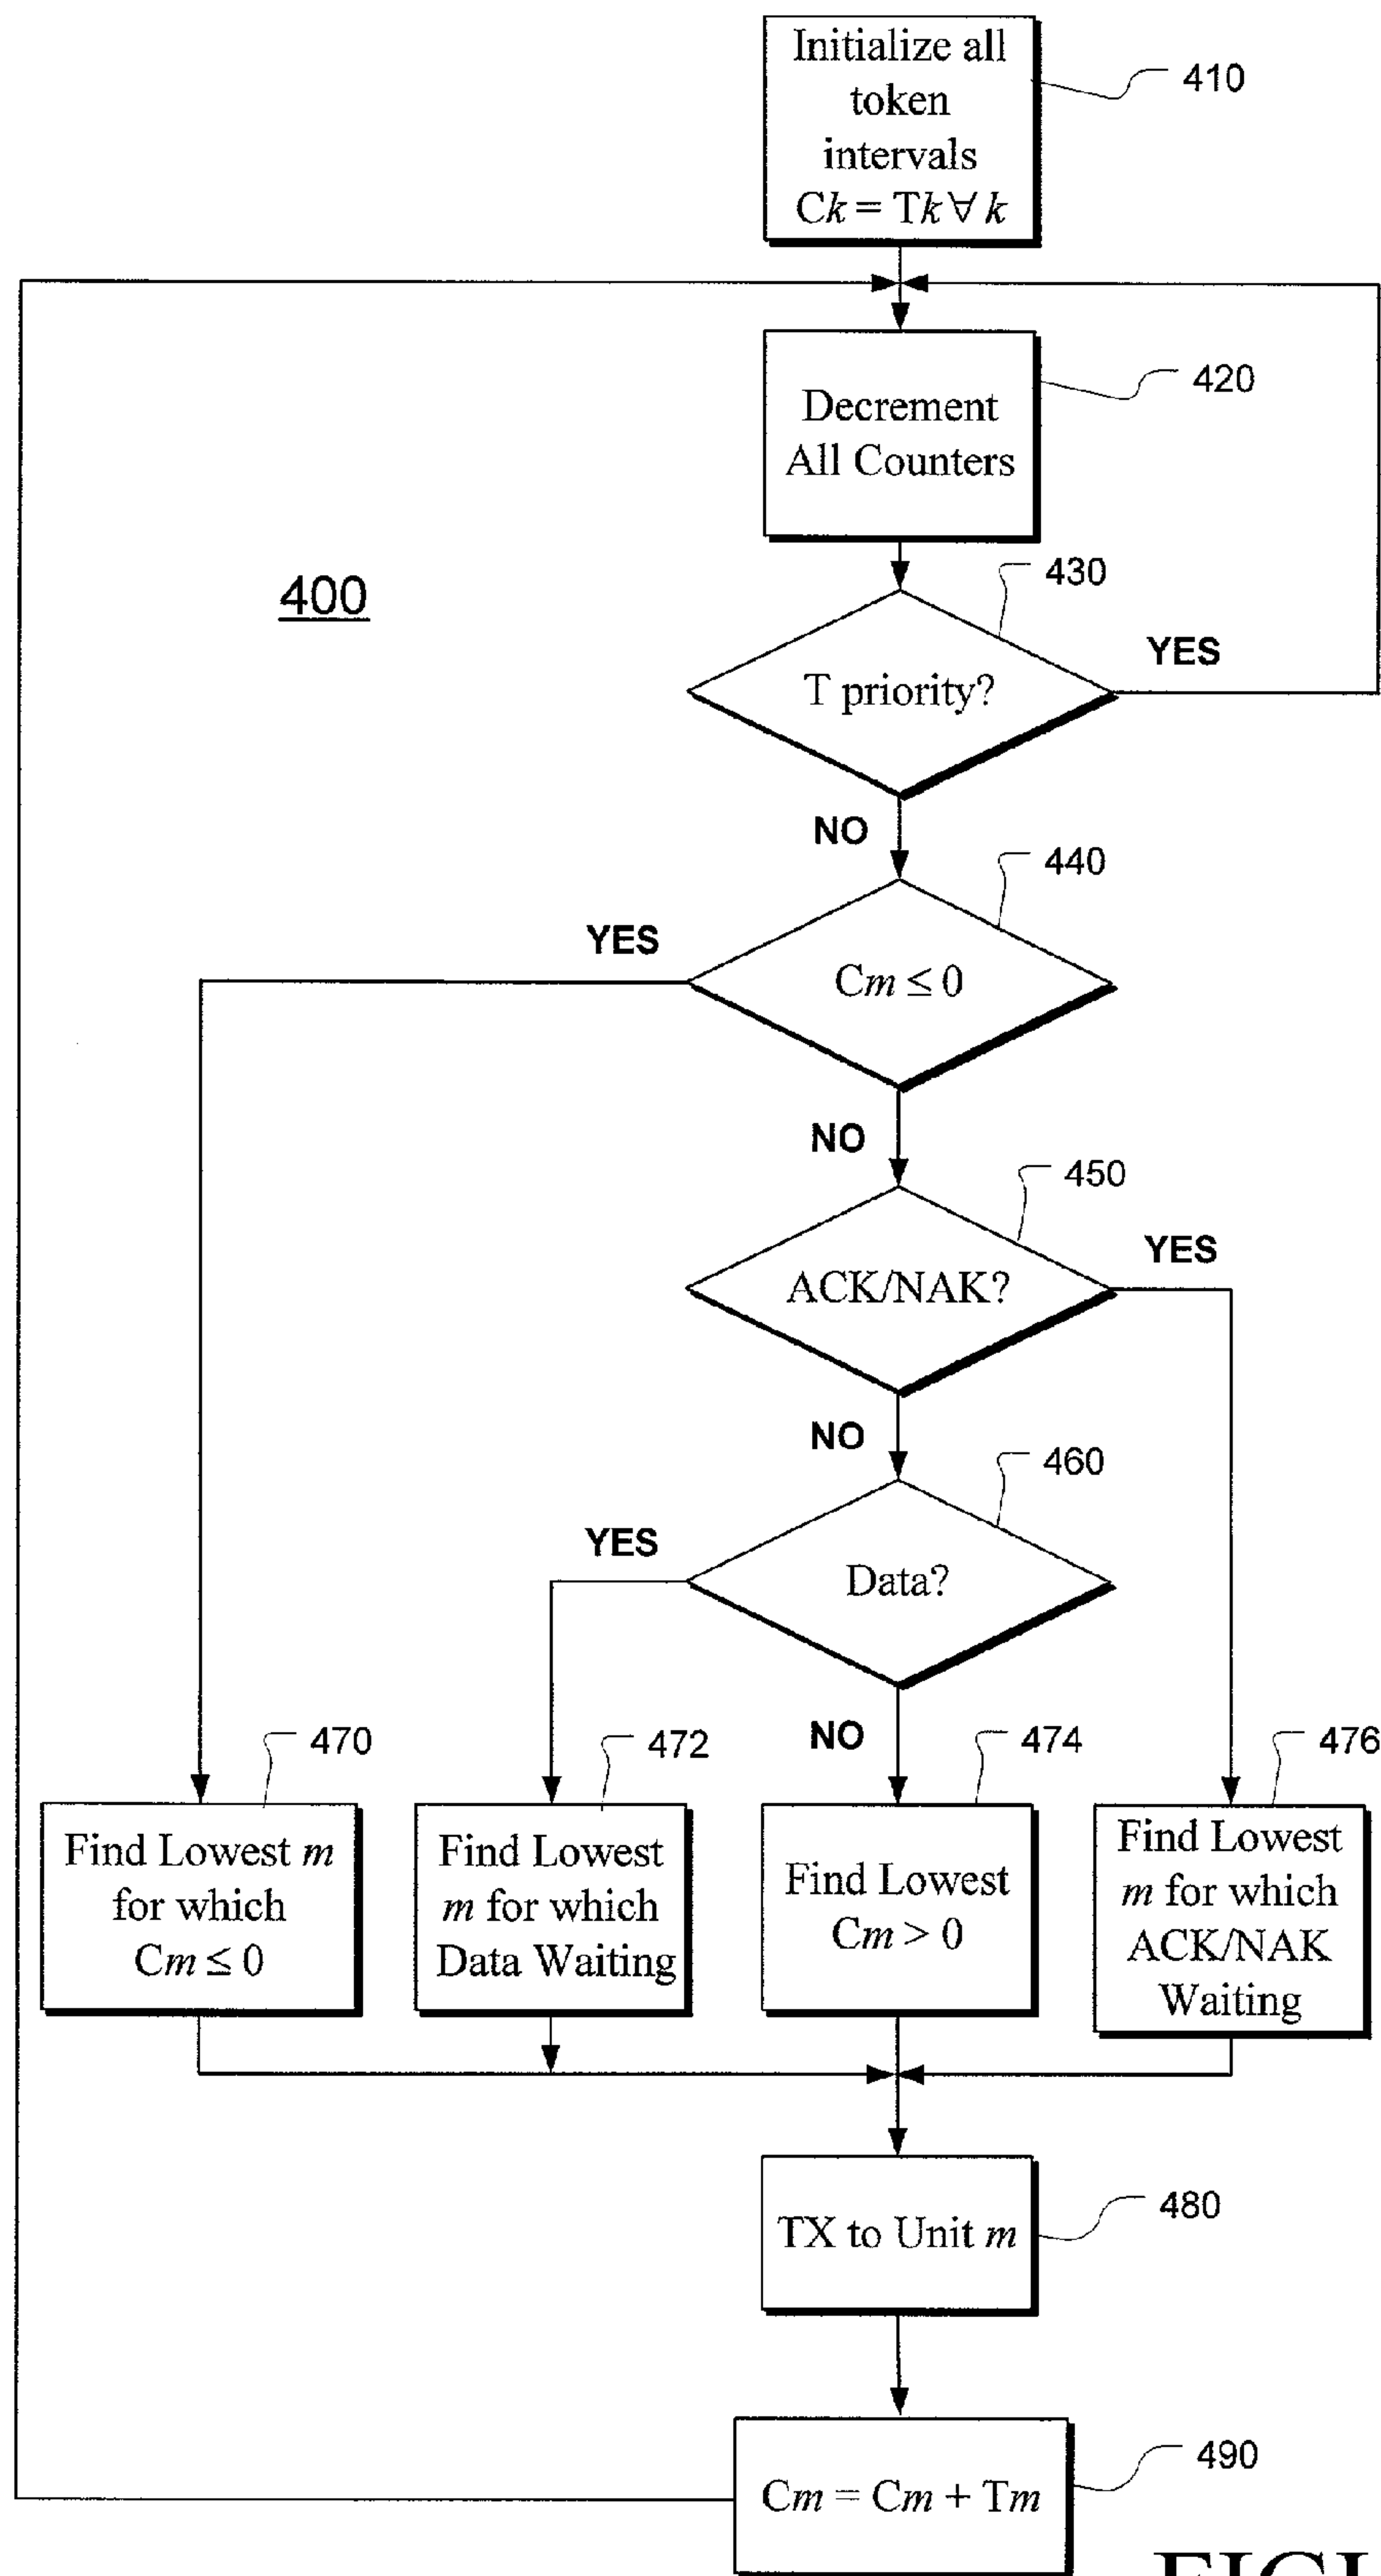 Initialize all
token
intervals
Ck = Tk ∀ k
410
Decrement
All Counters
420
400
430
T priority?
YES
NO
440
YES
Cm ≤ 0
NO
450
YES
ACK/NAK?
NO
460
YES
Data?
NO
470
472
474
476
Find Lowest m
for which
Cm ≤ 0
Find Lowest
m for which
Data Waiting
Find Lowest
Cm > 0
Find Lowest
m for which
ACK/NAK
Waiting
TX to Unit m
480
Cm = Cm + Tm
490